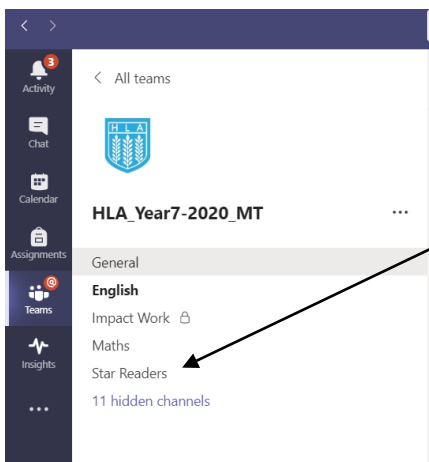 3
Activity
All teams
Chat
HLA
Calendar
HLA_Year7-2020_MT
Assignments
General
@
English
Teams
Impact Work
Maths
Insights
Star Readers
11 hidden channels